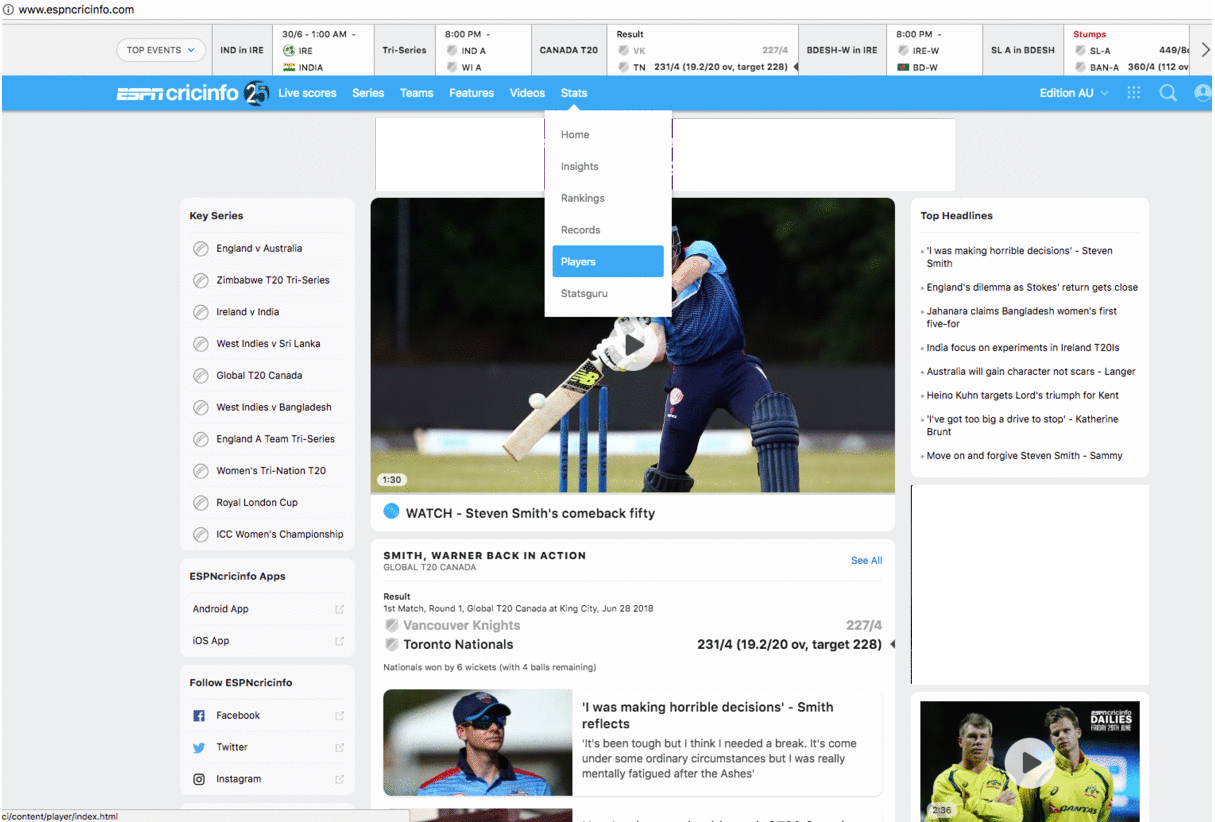 www.espncricinfo.com
TOP EVENTS
IND in IRE
30/6 - 1:00 AM -
IRE
INDIA
Tri-Series
8:00 PM -
IND A
WI A
CANADA T20
Result
VK 227/4
TN 231/4 (19.2/20 ov, target 228)
BDESH-W in IRE
8:00 PM -
IRE-W
BD-W
SL A in BDESH
Stumps
SL-A 449/8
BAN-A 360/4 (112 ov
ESPN cricinfo
Live scores Series Teams Features Videos Stats
Edition AU
Home
Insights
Rankings
Records
Players
Statsguru
Key Series
England v Australia
Zimbabwe T20 Tri-Series
Ireland v India
West Indies v Sri Lanka
Global T20 Canada
West Indies v Bangladesh
England A Team Tri-Series
Women's Tri-Nation T20
Royal London Cup
ICC Women's Championship
ESPNcricinfo Apps
Android App
iOS App
Follow ESPNcricinfo
Facebook
Twitter
Instagram
1:30
WATCH - Steven Smith's comeback fifty
SMITH, WARNER BACK IN ACTION
GLOBAL T20 CANADA
See All
Result
1st Match, Round 1, Global T20 Canada at King City, Jun 28 2018
Vancouver Knights 227/4
Toronto Nationals 231/4 (19.2/20 ov, target 228)
Nationals won by 6 wickets (with 4 balls remaining)
'I was making horrible decisions' - Smith
reflects
'It's been tough but I think I needed a break. It's come
under some ordinary circumstances but I was really
mentally fatigued after the Ashes'
Top Headlines
'I was making horrible decisions' - Steven
Smith
England's dilemma as Stokes' return gets close
Jahanara claims Bangladesh women's first
five-for
India focus on experiments in Ireland T20Is
Australia will gain character not scars - Langer
Heino Kuhn targets Lord's triumph for Kent
'I've got too big a drive to stop' - Katherine
Brunt
Move on and forgive Steven Smith - Sammy
ESPNcricinfo
DAILIES
FRIDAY 29TH JUNE
QANTAS
2:36
ci/content/player/index.html